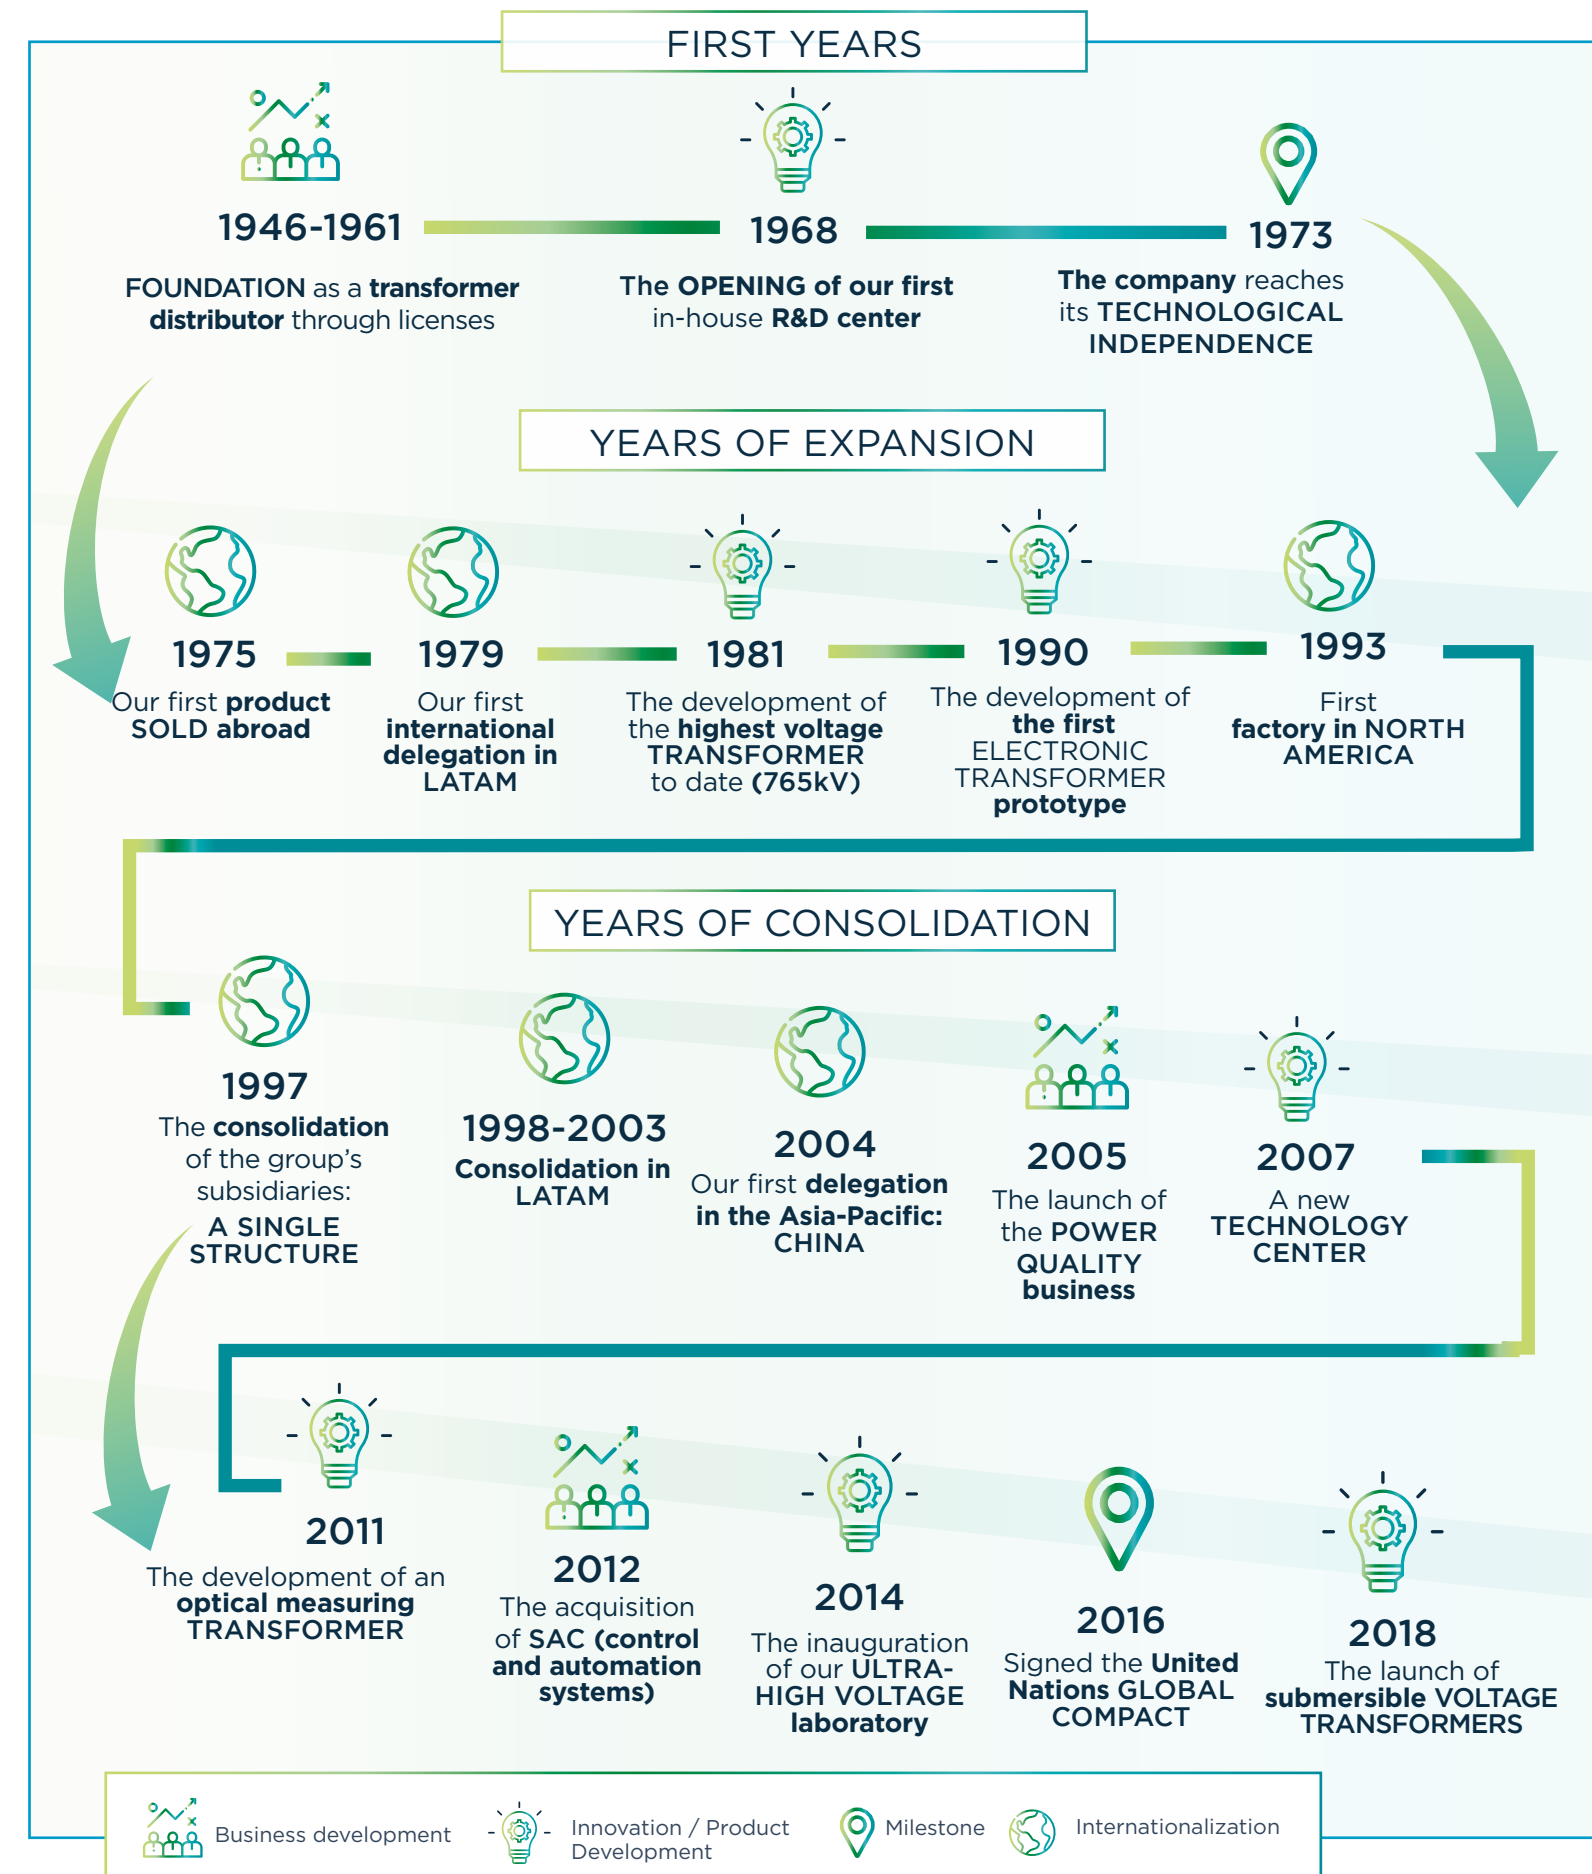 FIRST YEARS
1946-1961
FOUNDATION as a transformer
distributor through licenses
1968
The OPENING of our first
in-house R&D center
1973
The company reaches
its TECHNOLOGICAL
INDEPENDENCE
YEARS OF EXPANSION
1975
Our first product
SOLD abroad
1979
Our first
international
delegation in
LATAM
1981
The development of
the highest voltage
TRANSFORMER
to date (765kV)
1990
The development of
the first
ELECTRONIC
TRANSFORMER
prototype
1993
First
factory in NORTH
AMERICA
YEARS OF CONSOLIDATION
1997
The consolidation
of the group's
subsidiaries:
A SINGLE
STRUCTURE
1998-2003
Consolidation in
LATAM
2004
Our first delegation
in the Asia-Pacific:
CHINA
2005
The launch of
the POWER
QUALITY
business
2007
A new
TECHNOLOGY
CENTER
2011
The development of an
optical measuring
TRANSFORMER
2012
The acquisition
of SAC (control
and automation
systems)
2014
The inauguration
of our ULTRA-
HIGH VOLTAGE
laboratory
2016
Signed the United
Nations GLOBAL
COMPACT
2018
The launch of
submersible VOLTAGE
TRANSFORMERS
Business development
Innovation / Product
Development
Milestone
Internationalization